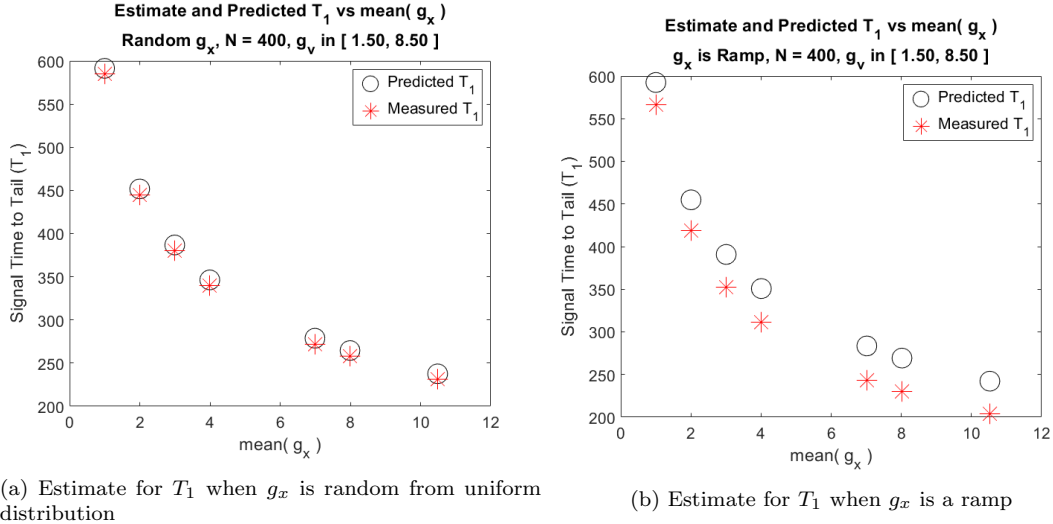 Estimate and Predicted T1 vs mean( gx )
Random gx, N = 400, gv in [ 1.50, 8.50 ]
600
550
500
450
400
350
300
250
200
Signal Time to Tail (T1)
Predicted T1
Measured T1
0 2 4 6 8 10 12
mean( gx )
(a) Estimate for T1 when gx is random from uniform
distribution
Estimate and Predicted T1 vs mean( gx )
gx is Ramp, N = 400, gv in [ 1.50, 8.50 ]
600
550
500
450
400
350
300
250
200
Signal Time to Tail (T1)
Predicted T1
Measured T1
0 2 4 6 8 10 12
mean( gx )
(b) Estimate for T1 when gx is a ramp